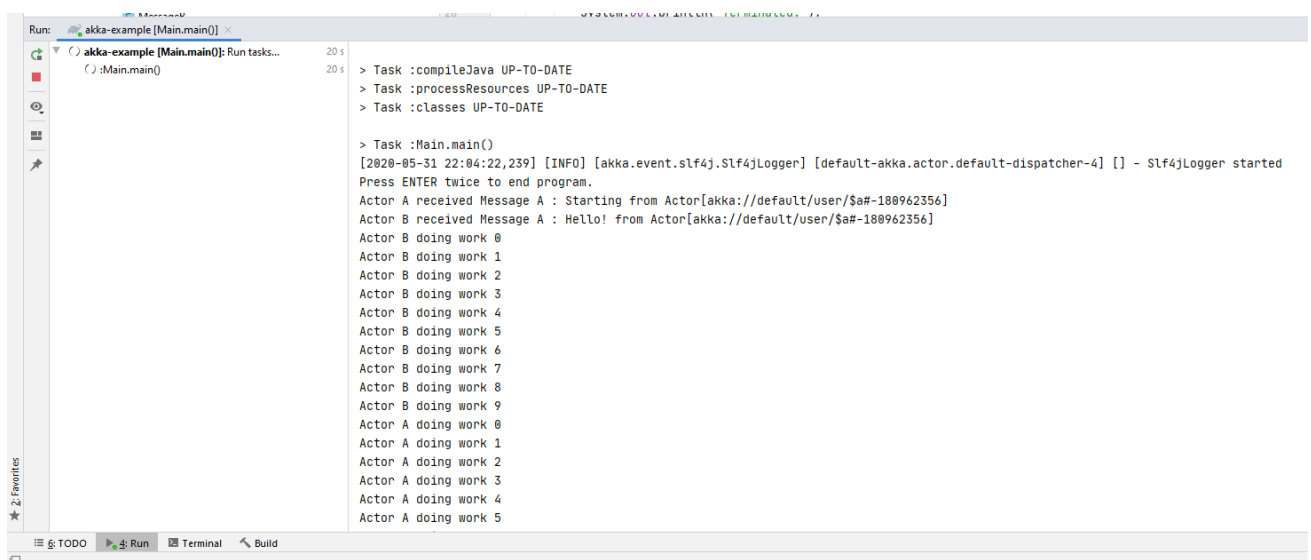 MessageB
20
System.out.println("Terminated.");
Run: akka-example [Main.main()] ×
akka-example [Main.main()]: Run tasks... 20 s
:Main.main() 20 s
> Task :compileJava UP-TO-DATE
> Task :processResources UP-TO-DATE
> Task :classes UP-TO-DATE
> Task :Main.main()
[2020-05-31 22:04:22,239] [INFO] [akka.event.slf4j.Slf4jLogger] [default-akka.actor.default-dispatcher-4] [] - Slf4jLogger started
Press ENTER twice to end program.
Actor A received Message A : Starting from Actor[akka://default/user/$a#-180962356]
Actor B received Message A : Hello! from Actor[akka://default/user/$a#-180962356]
Actor B doing work 0
Actor B doing work 1
Actor B doing work 2
Actor B doing work 3
Actor B doing work 4
Actor B doing work 5
Actor B doing work 6
Actor B doing work 7
Actor B doing work 8
Actor B doing work 9
Actor A doing work 0
Actor A doing work 1
Actor A doing work 2
Actor A doing work 3
Actor A doing work 4
Actor A doing work 5
2: Favorites
6: TODO 4: Run Terminal Build